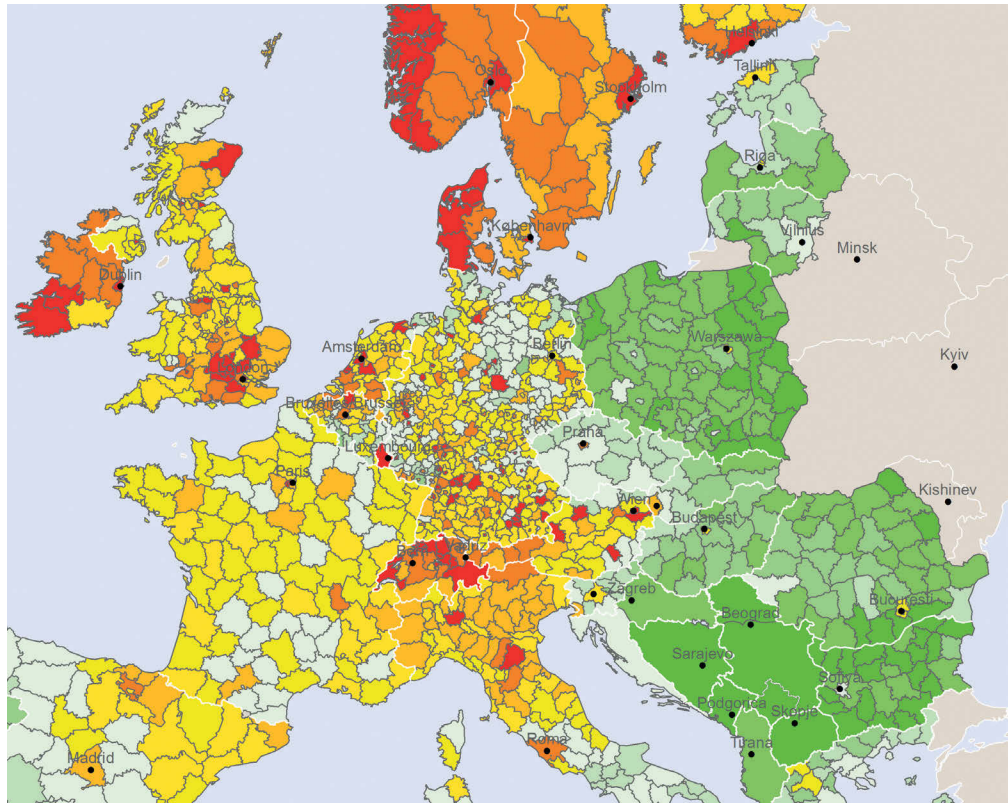 Helsinki
Tallinn
Oslo
Stockholm
Riga
København
Vilnius
Minsk
Dublin
Warszawa
Amsterdam
Berlin
London
Kyiv
Bruxelles/Brussel
Praha
Luxembourg
Paris
Kishinev
Wien
Budapest
Bern
Vaduz
Zagreb
Bucuresti
Beograd
Sarajevo
Sofiya
Podgorica
Skopje
Roma
Tirana
Madrid